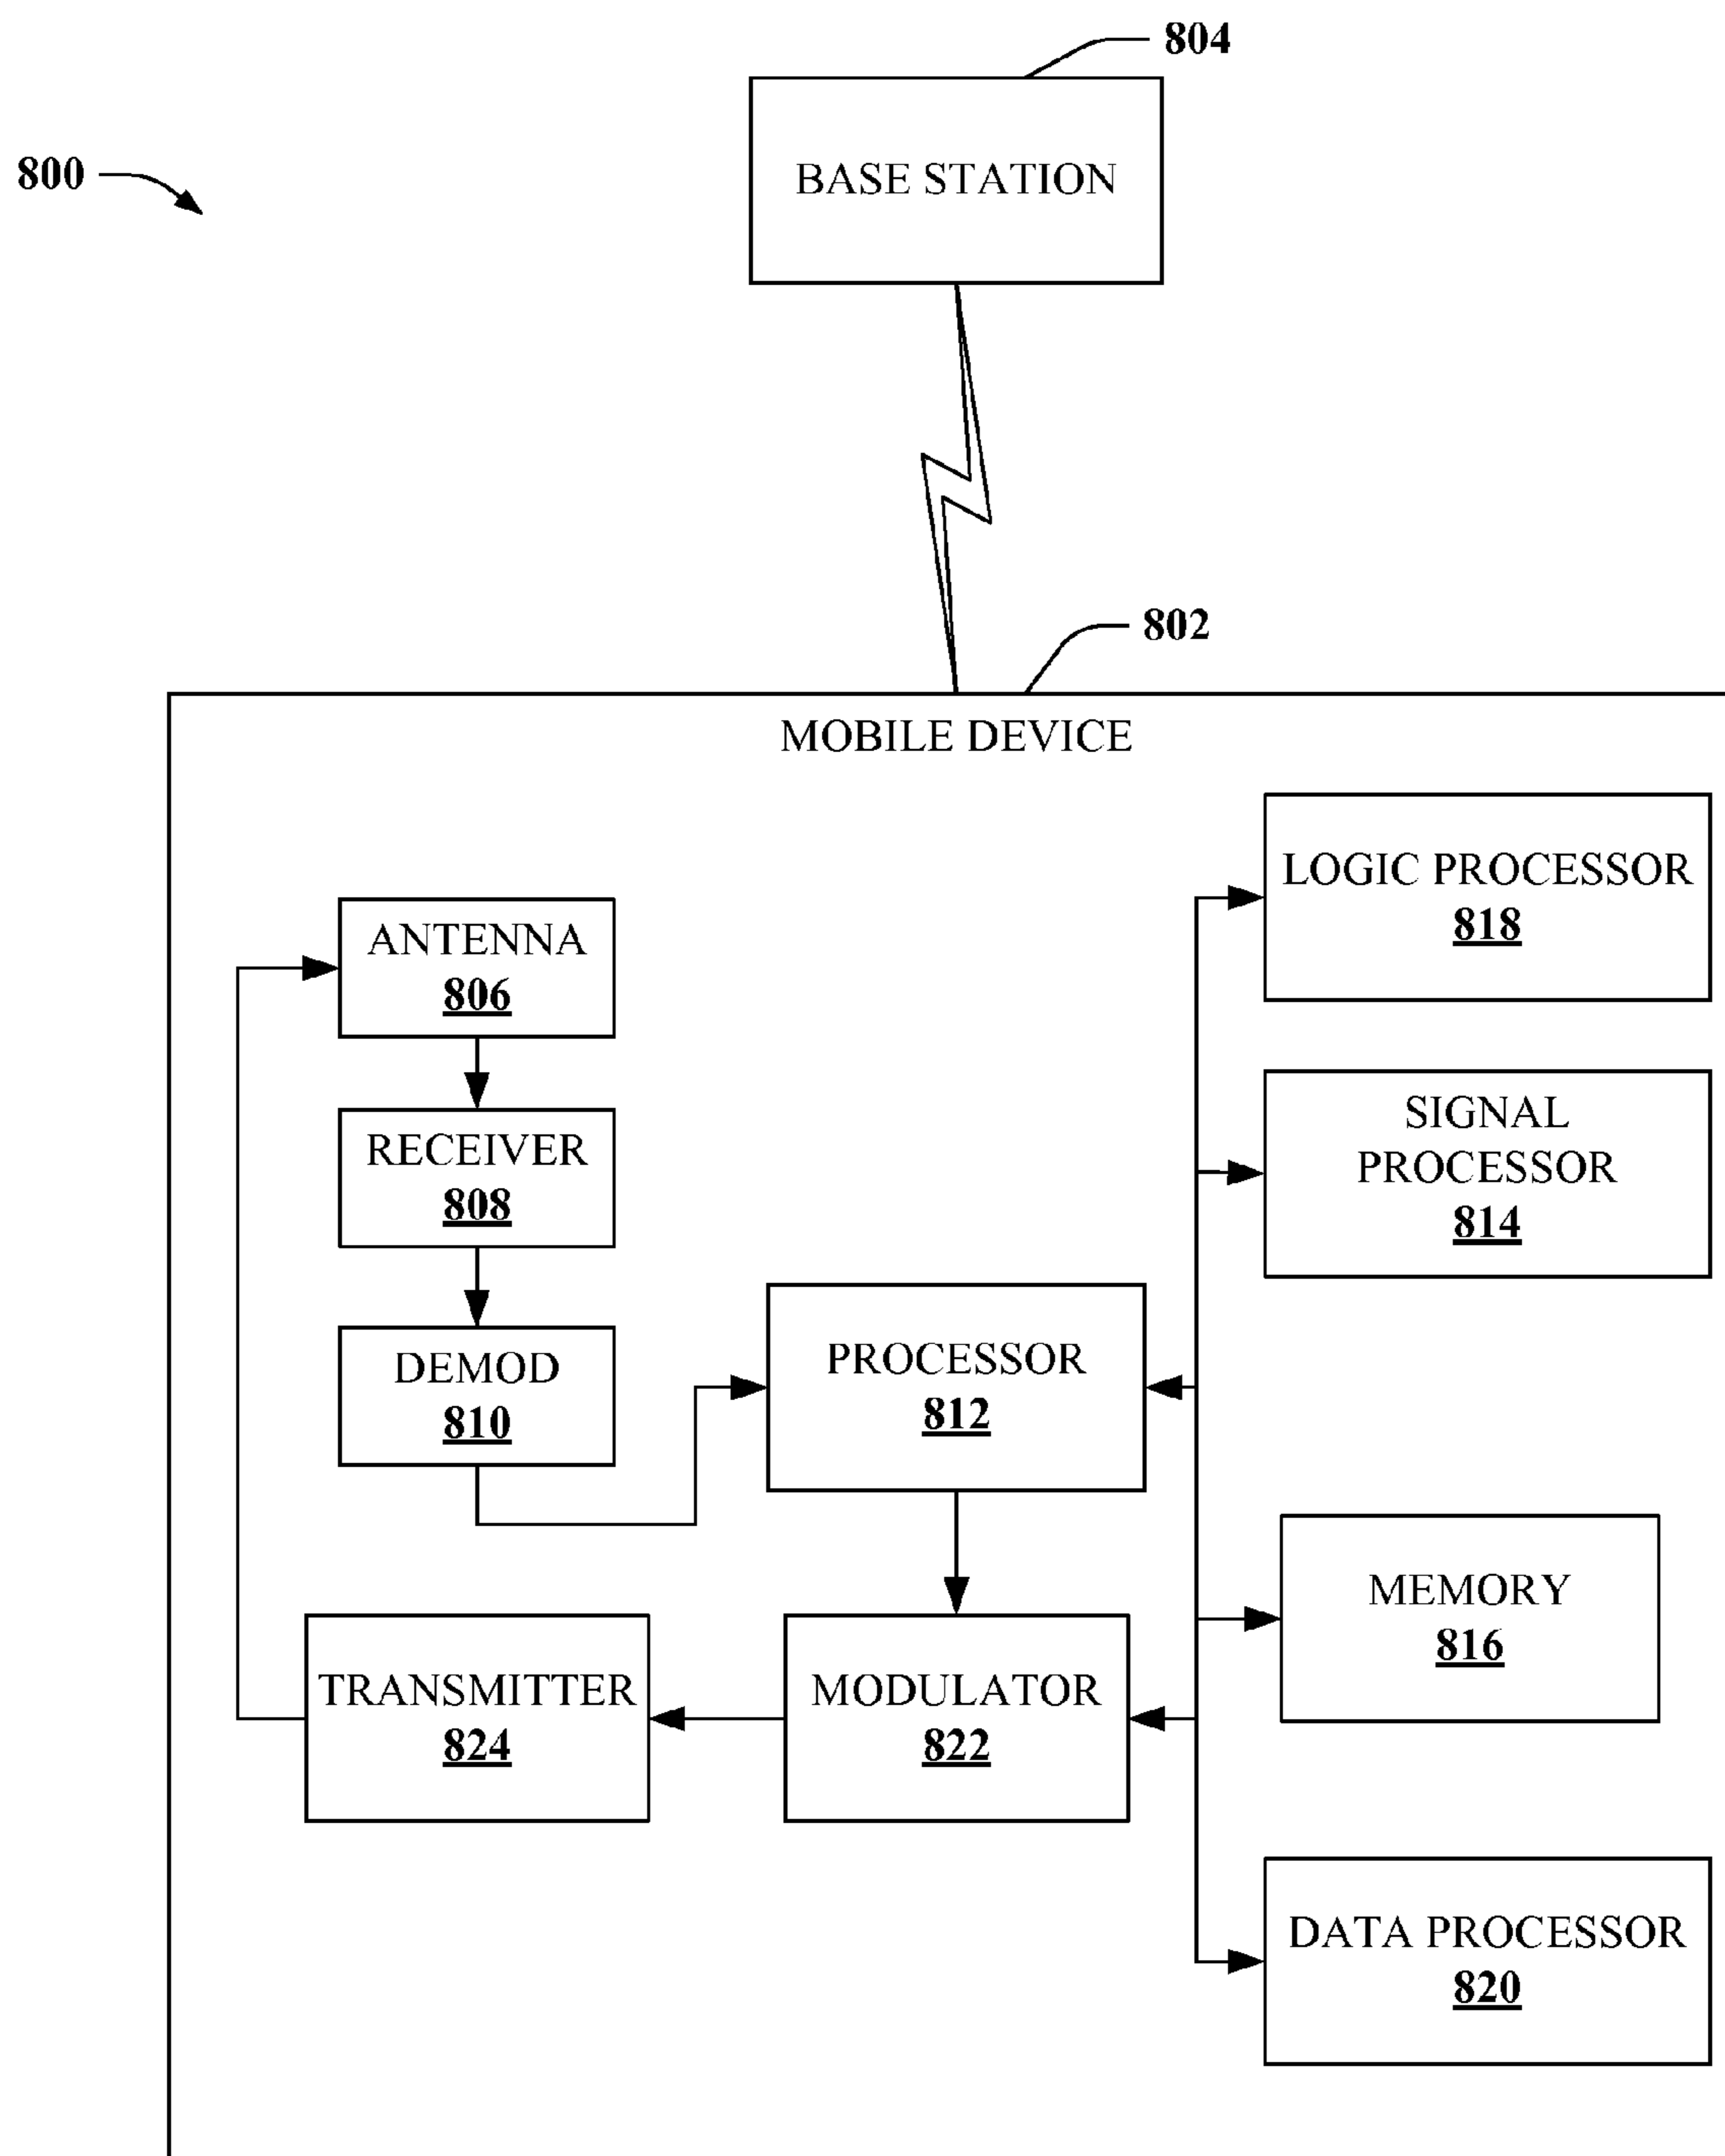 804
800
BASE STATION
802
MOBILE DEVICE
LOGIC PROCESSOR
818
ANTENNA
806
SIGNAL
PROCESSOR
814
RECEIVER
808
DEMOD
810
PROCESSOR
812
MEMORY
816
TRANSMITTER
824
MODULATOR
822
DATA PROCESSOR
820